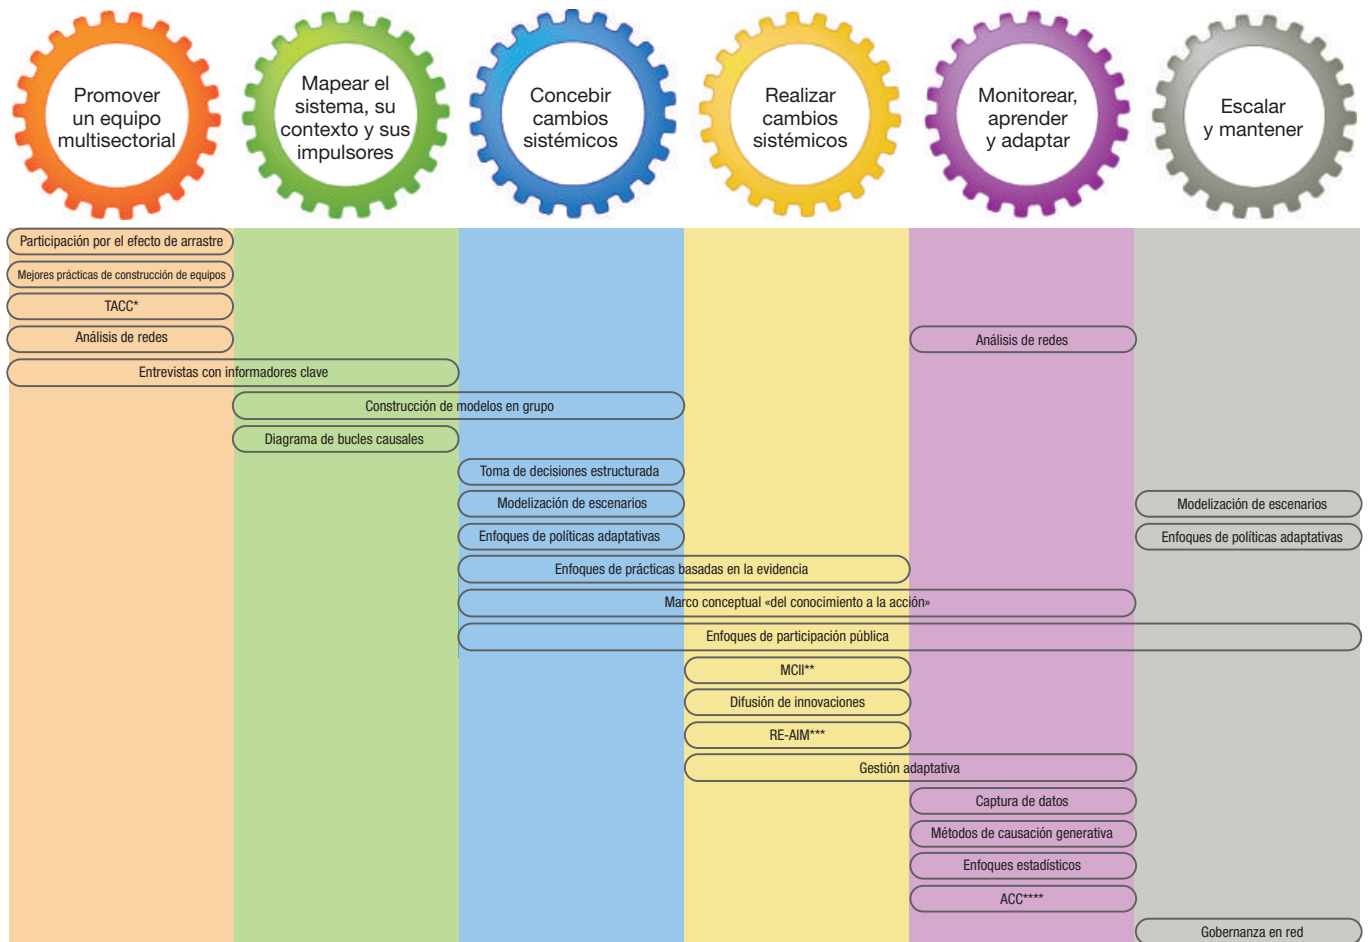 Promover
un equipo
multisectorial
Mapear el
sistema, su
contexto y sus
impulsores
Concebir
cambios
sistémicos
Realizar
cambios
sistémicos
Monitorear,
aprender
y adaptar
Escalar
y mantener
Participación por el efecto de arrastre
Mejores prácticas de construcción de equipos
TACC*
Análisis de redes
Análisis de redes
Entrevistas con informadores clave
Construcción de modelos en grupo
Diagrama de bucles causales
Toma de decisiones estructurada
Modelización de escenarios
Modelización de escenarios
Enfoques de políticas adaptativas
Enfoques de políticas adaptativas
Enfoques de prácticas basadas en la evidencia
Marco conceptual «del conocimiento a la acción»
Enfoques de participación pública
MCII**
Difusión de innovaciones
RE-AIM***
Gestión adaptativa
Captura de datos
Métodos de causación generativa
Enfoques estadísticos
ACC****
Gobernanza en red